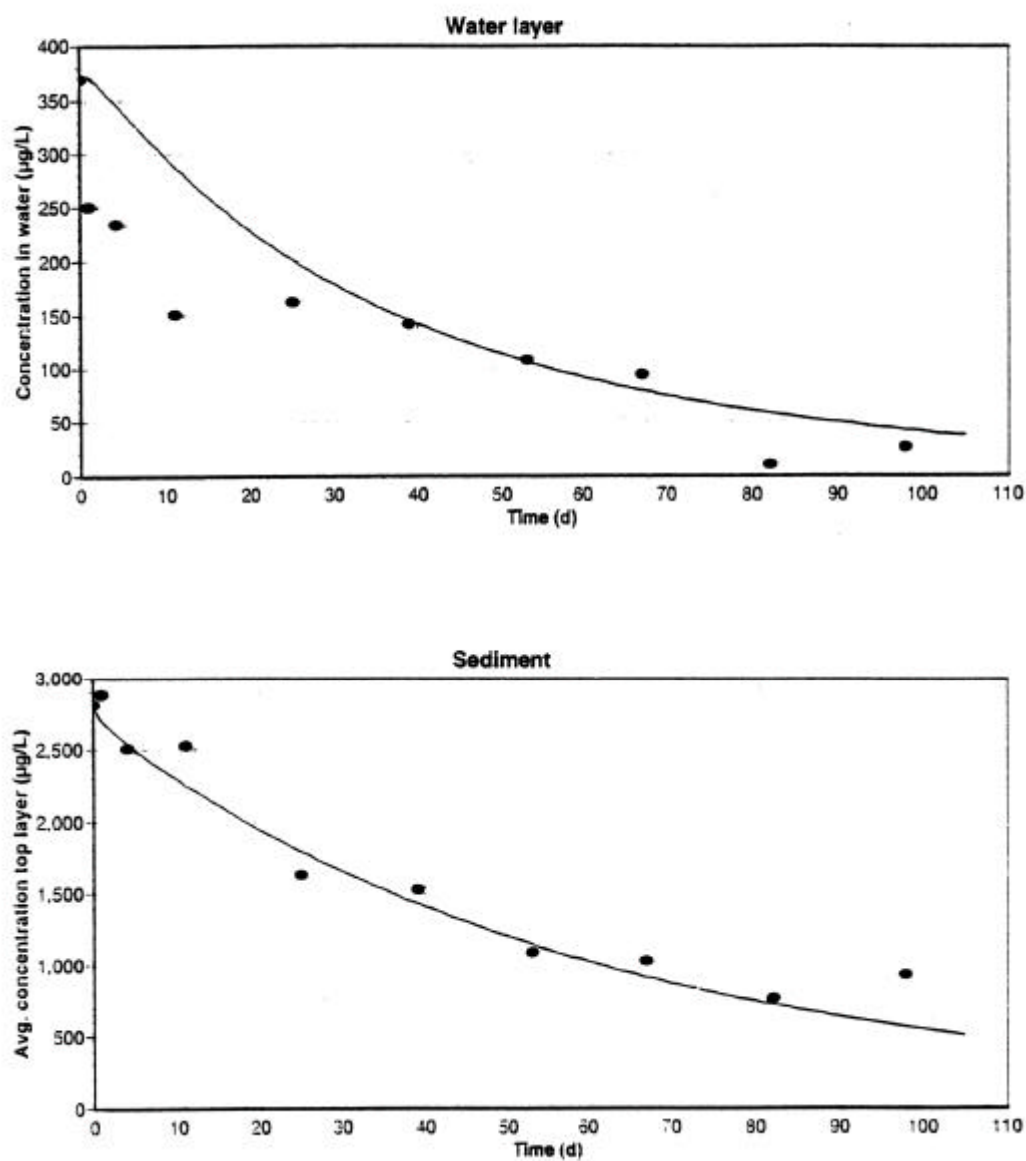 Water layer
Concentration in water (µg/L)
400
350
300
250
200
150
100
50
0
0 10 20 30 40 50 60 70 80 90 100 110
Time (d)
Sediment
Avg. concentration top layer (µg/L)
3,000
2,500
2,000
1,500
1,000
500
0
0 10 20 30 40 50 60 70 80 90 100 110
Time (d)